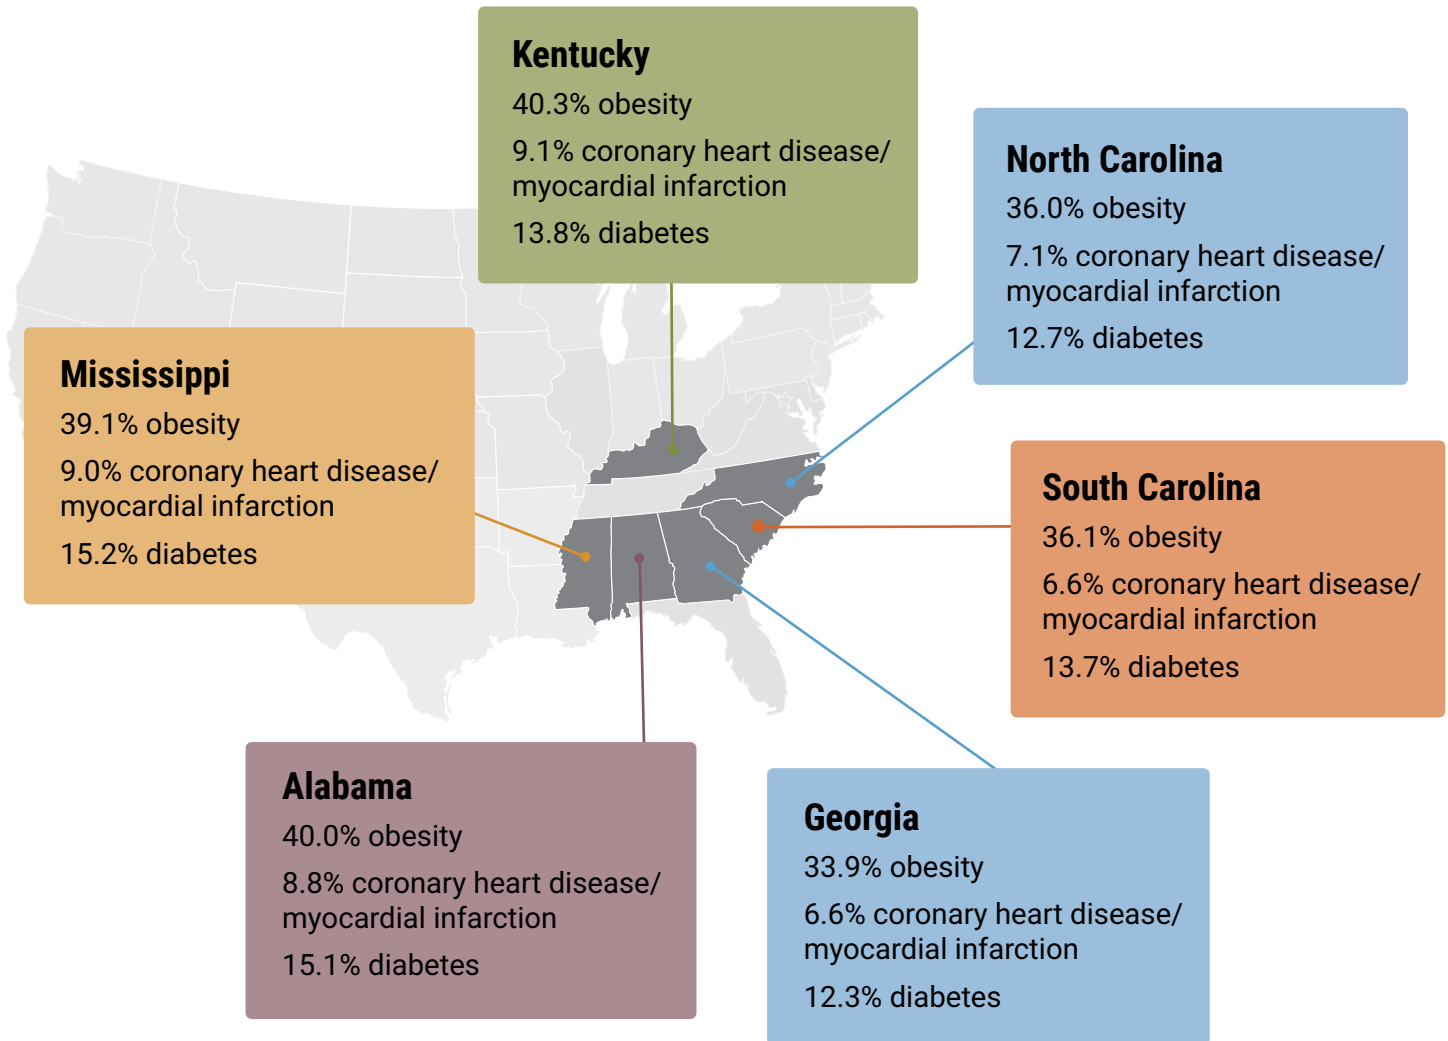 Kentucky
40.3% obesity
9.1% coronary heart disease/
myocardial infarction
13.8% diabetes
North Carolina
36.0% obesity
7.1% coronary heart disease/
myocardial infarction
12.7% diabetes
Mississippi
39.1% obesity
9.0% coronary heart disease/
myocardial infarction
15.2% diabetes
South Carolina
36.1% obesity
6.6% coronary heart disease/
myocardial infarction
13.7% diabetes
Alabama
40.0% obesity
8.8% coronary heart disease/
myocardial infarction
15.1% diabetes
Georgia
33.9% obesity
6.6% coronary heart disease/
myocardial infarction
12.3% diabetes